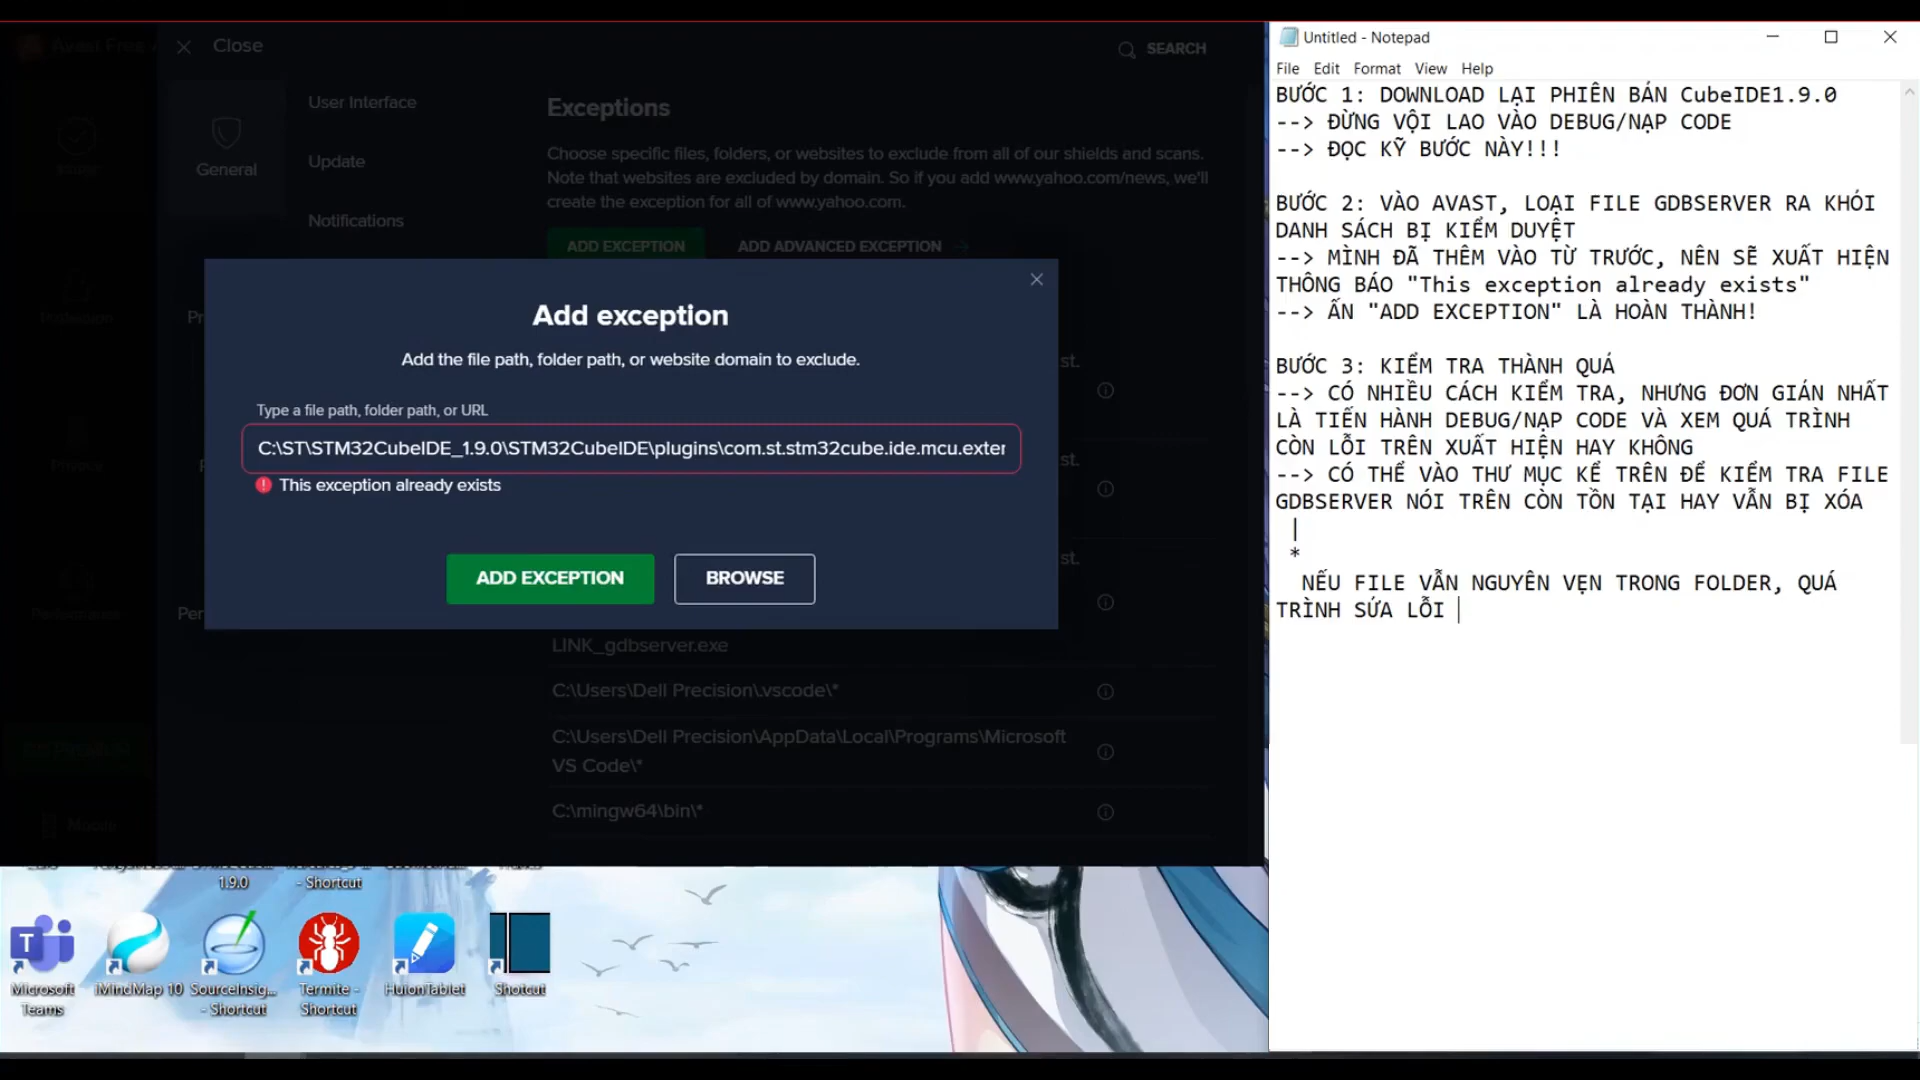 Avast Free
Close
SEARCH
General
User Interface
Update
Notifications
Exceptions
Choose specific files, folders, or websites to exclude from all of our shields and scans.
Note that websites are excluded by domain. So if you add www.yahoo.com/news, we'll
create the exception for all of www.yahoo.com.
ADD EXCEPTION
ADD ADVANCED EXCEPTION
Add exception
Add the file path, folder path, or website domain to exclude.
Type a file path, folder path, or URL
C:\ST\STM32CubeIDE_1.9.0\STM32CubeIDE\plugins\com.st.stm32cube.ide.mcu.exter
This exception already exists
ADD EXCEPTION
BROWSE
st.
st.
st.
LINK_gdbserver.exe
C:\Users\Dell Precision\.vscode\*
C:\Users\Dell Precision\AppData\Local\Programs\Microsoft
VS Code\*
C:\mingw64\bin\*
1.9.0
- Shortcut
Microsoft
Teams
iMindMap 10
SourceInsig...
- Shortcut
Termite -
Shortcut
HuionTablet
Shotcut
Untitled - Notepad
File Edit Format View Help
BƯỚC 1: DOWNLOAD LẠI PHIÊN BẢN CubeIDE1.9.0
--> ĐỪNG VỘI LAO VÀO DEBUG/NẠP CODE
--> ĐỌC KỸ BƯỚC NÀY!!!
BƯỚC 2: VÀO AVAST, LOẠI FILE GDBSERVER RA KHỎI
DANH SÁCH BỊ KIỂM DUYỆT
--> MÌNH ĐÃ THÊM VÀO TỪ TRƯỚC, NÊN SẼ XUẤT HIỆN
THÔNG BÁO "This exception already exists"
--> ẤN "ADD EXCEPTION" LÀ HOÀN THÀNH!
BƯỚC 3: KIỂM TRA THÀNH QUẢ
--> CÓ NHIỀU CÁCH KIỂM TRA, NHƯNG ĐƠN GIẢN NHẤT
LÀ TIẾN HÀNH DEBUG/NẠP CODE VÀ XEM QUÁ TRÌNH
CÒN LỖI TRÊN XUẤT HIỆN HAY KHÔNG
--> CÓ THỂ VÀO THƯ MỤC KỂ TRÊN ĐỂ KIỂM TRA FILE
GDBSERVER NÓI TRÊN CÒN TỒN TẠI HAY VẪN BỊ XÓA
|
*
NẾU FILE VẪN NGUYÊN VẸN TRONG FOLDER, QUÁ
TRÌNH SỬA LỖI